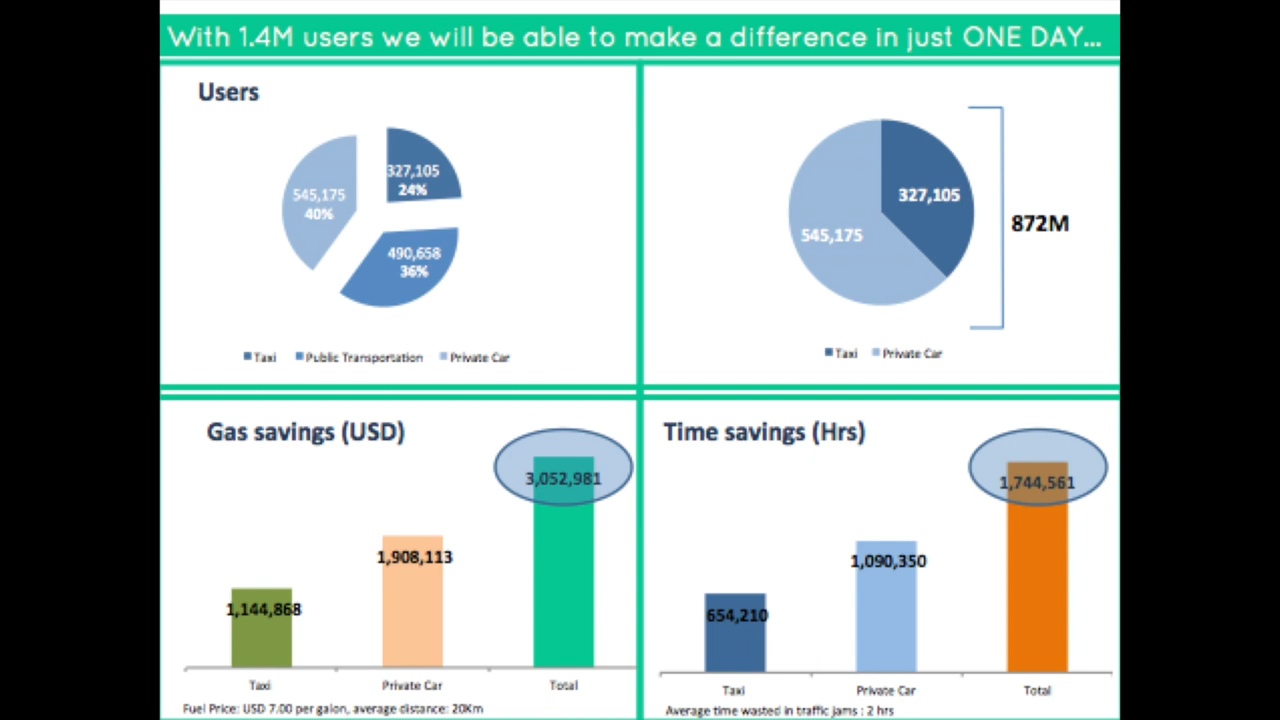 With 1.4M users we will be able to make a difference in just ONE DAY...
Users
327,105
24%
545,175
40%
490,658
36%
Taxi Public Transportation Private Car
327,105
545,175
872M
Taxi Private Car
Gas savings (USD)
3,052,981
1,908,113
1,144,868
Taxi Private Car Total
Fuel Price: USD 7.00 per galon, average distance: 20Km
Time savings (Hrs)
1,744,561
1,090,350
654,210
Taxi Private Car Total
Average time wasted in traffic jams : 2 hrs